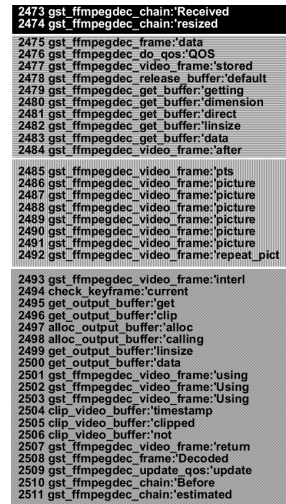 2473 gst_ffmpegdec_chain:'Received
2474 gst_ffmpegdec_chain:'resized
2475 gst_ffmpegdec_frame:'data
2476 gst_ffmpegdec_do_qos:'QOS
2477 gst_ffmpegdec_video_frame:'stored
2478 gst_ffmpegdec_release_buffer:'default
2479 gst_ffmpegdec_get_buffer:'getting
2480 gst_ffmpegdec_get_buffer:'dimension
2481 gst_ffmpegdec_get_buffer:'direct
2482 gst_ffmpegdec_get_buffer:'linsize
2483 gst_ffmpegdec_get_buffer:'data
2484 gst_ffmpegdec_video_frame:'after
2485 gst_ffmpegdec_video_frame:'pts
2486 gst_ffmpegdec_video_frame:'picture
2487 gst_ffmpegdec_video_frame:'picture
2488 gst_ffmpegdec_video_frame:'picture
2489 gst_ffmpegdec_video_frame:'picture
2490 gst_ffmpegdec_video_frame:'picture
2491 gst_ffmpegdec_video_frame:'picture
2492 gst_ffmpegdec_video_frame:'repeat_pict
2493 gst_ffmpegdec_video_frame:'interl
2494 check_keyframe:'current
2495 get_output_buffer:'get
2496 get_output_buffer:'clip
2497 alloc_output_buffer:'alloc
2498 alloc_output_buffer:'calling
2499 get_output_buffer:'linsize
2500 get_output_buffer:'data
2501 gst_ffmpegdec_video_frame:'using
2502 gst_ffmpegdec_video_frame:'Using
2503 gst_ffmpegdec_video_frame:'Using
2504 clip_video_buffer:'timestamp
2505 clip_video_buffer:'clipped
2506 clip_video_buffer:'not
2507 gst_ffmpegdec_video_frame:'return
2508 gst_ffmpegdec_frame:'Decoded
2509 gst_ffmpegdec_update_qos:'update
2510 gst_ffmpegdec_chain:'Before
2511 gst_ffmpegdec_chain:'estimated